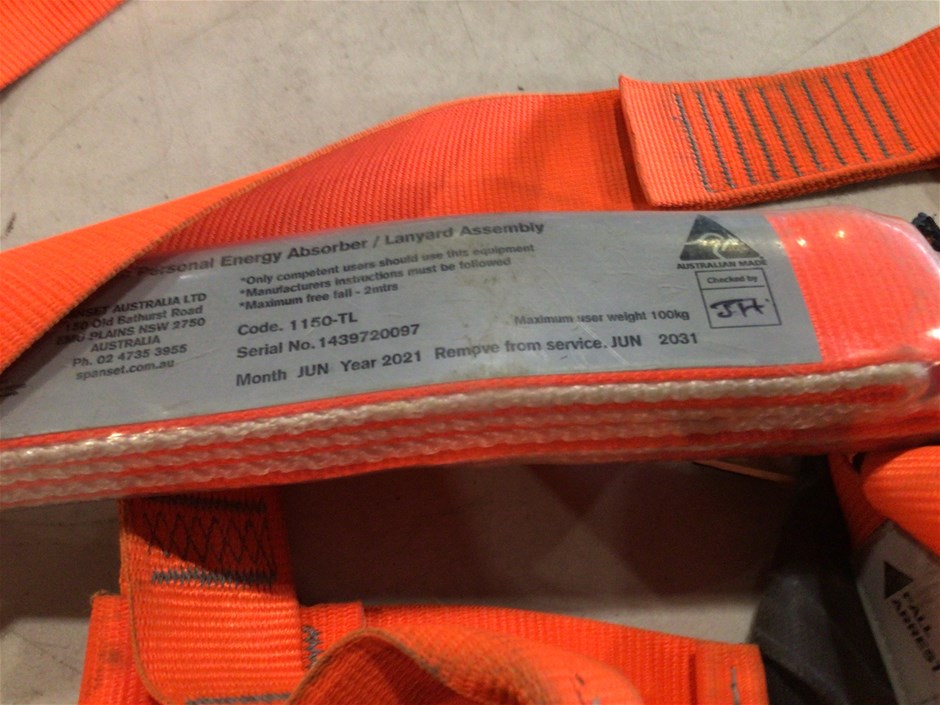 Personal Energy Absorber / Lanyard Assembly
*Only competent users should use this equipment
*Manufacturers instructions must be followed
*Maximum free fall - 2mtrs
AUSTRALIA LTD
Old Bathurst Road
PLAINS NSW 2750
AUSTRALIA
Ph. 02 4735 3955
spanset.com.au
Code. 1150-TL
Serial No. 1439720097
Month JUN Year 2021 Remove from service. JUN 2031
Maximum user weight 100kg
AUSTRALIAN MADE
Checked by
JH
FALL
ARREST